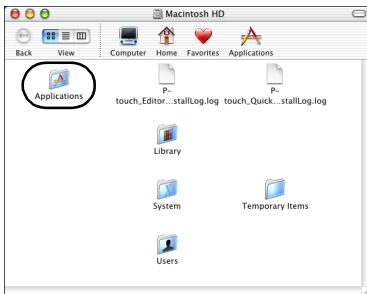 Macintosh HD
Back View Computer Home Favorites Applications
Applications
P-
touch_Editor...stallLog.log
P-
touch_Quick...stallLog.log
Library
System
Temporary Items
Users